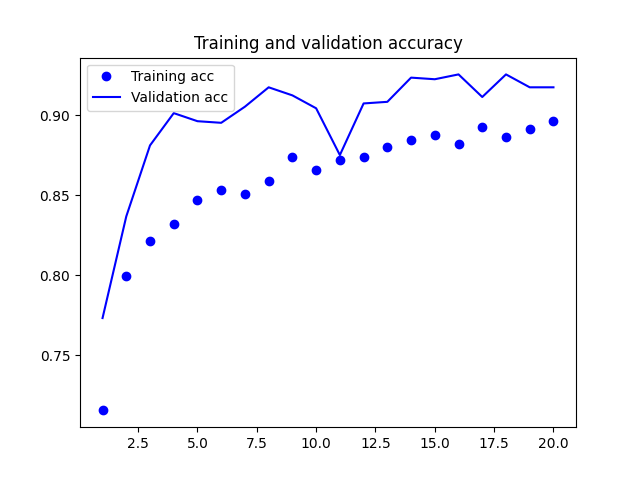 Training and validation accuracy
Training acc
Validation acc
0.90
0.85
0.80
0.75
2.5 5.0 7.5 10.0 12.5 15.0 17.5 20.0